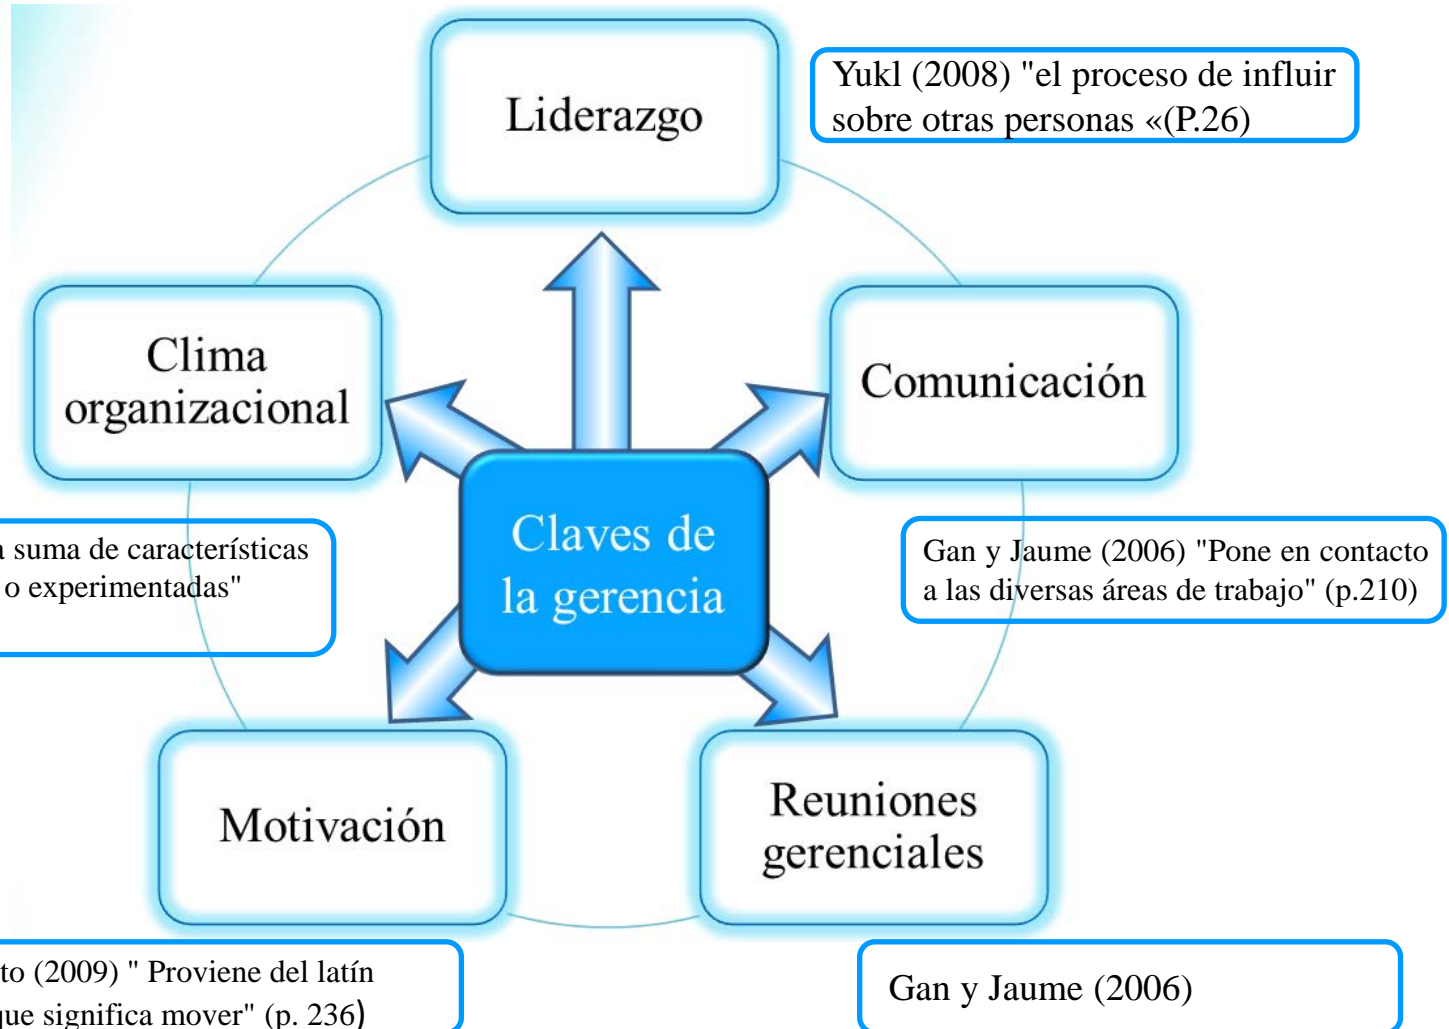 Liderazgo
Yukl (2008) "el proceso de influir
sobre otras personas «(P.26)
Clima
organizacional
Comunicación
Claves de
la gerencia
suma de características
o experimentadas"
Gan y Jaume (2006) "Pone en contacto
a las diversas áreas de trabajo" (p.210)
Motivación
Reuniones
gerenciales
(2009) " Proviene del latín
que significa mover" (p. 236)
Gan y Jaume (2006)